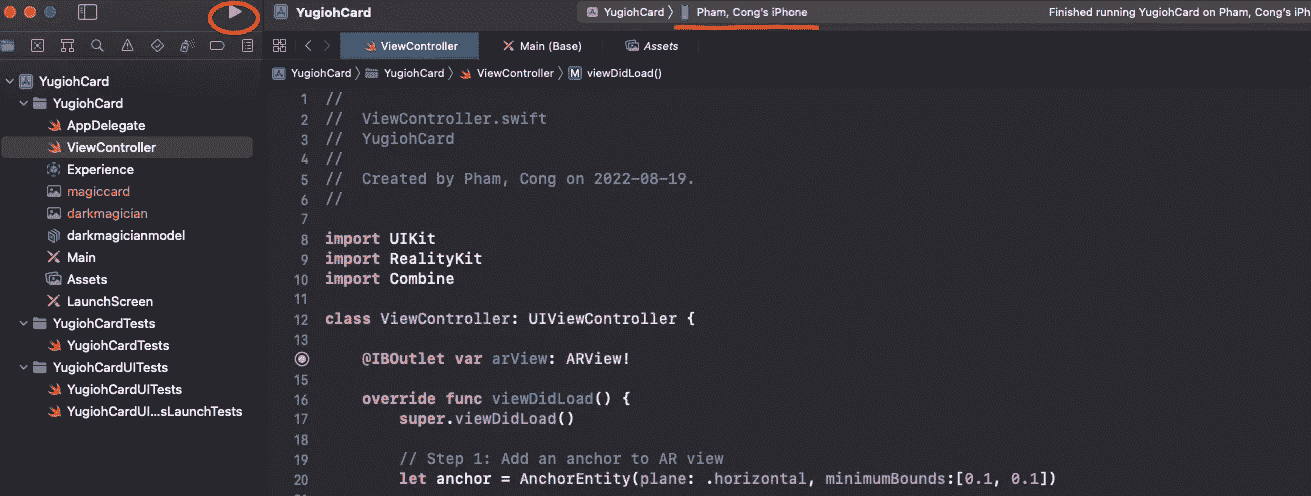 YugiohCard
YugiohCard 〉 Pham, Cong's iPhone
Finished running YugiohCard on Pham, Cong's iPh
ViewController
Main (Base)
Assets
YugiohCard 〉 YugiohCard 〉 ViewController 〉 M viewDidLoad()
YugiohCard
YugiohCard
AppDelegate
ViewController
Experience
magiccard
darkmagician
darkmagicianmodel
Main
Assets
LaunchScreen
YugiohCardTests
YugiohCardTests
YugiohCardUITests
YugiohCardUITests
YugiohCardUI...sLaunchTests
1 //
2 //  ViewController.swift
3 //  YugiohCard
4 //
5 //  Created by Pham, Cong on 2022-08-19.
6 //
7
8 import UIKit
9 import RealityKit
10 import Combine
11
12 class ViewController: UIViewController {
13
@IBOutlet var arView: ARView!
15
16 override func viewDidLoad() {
17 super.viewDidLoad()
18
19 // Step 1: Add an anchor to AR view
20 let anchor = AnchorEntity(plane: .horizontal, minimumBounds:[0.1, 0.1])